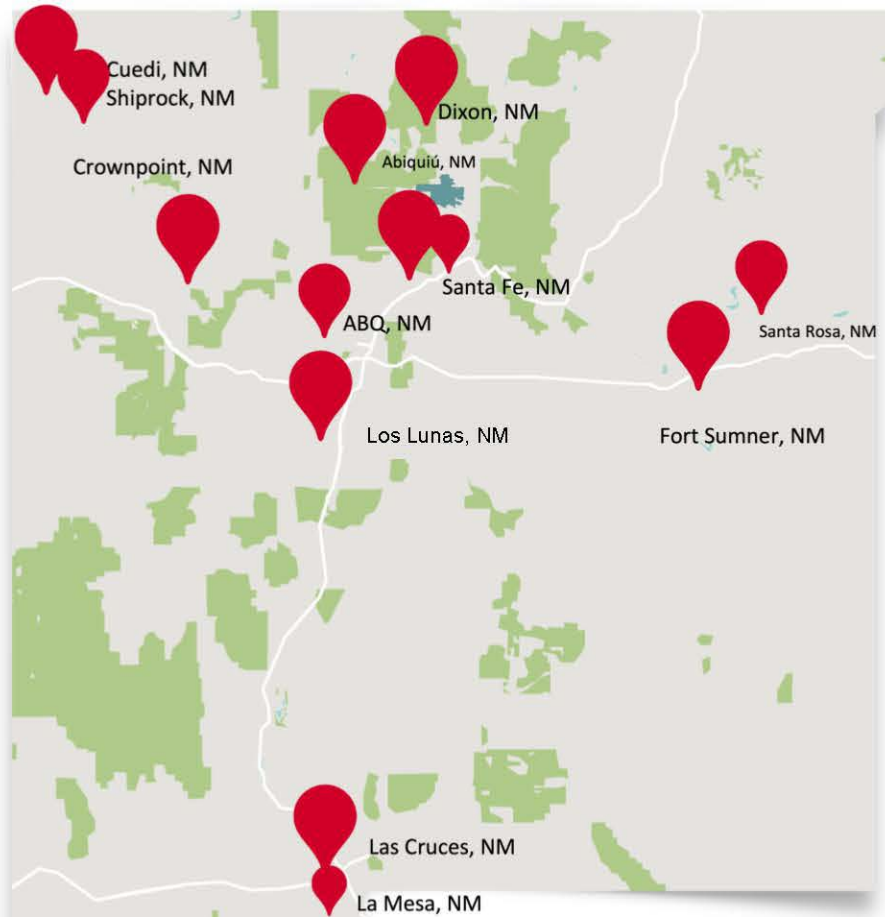 Cuedi, NM
Shiprock, NM
Dixon, NM
Crownpoint, NM
Abiquiú, NM
Santa Fe, NM
ABQ, NM
Santa Rosa, NM
Los Lunas, NM
Fort Sumner, NM
Las Cruces, NM
La Mesa, NM